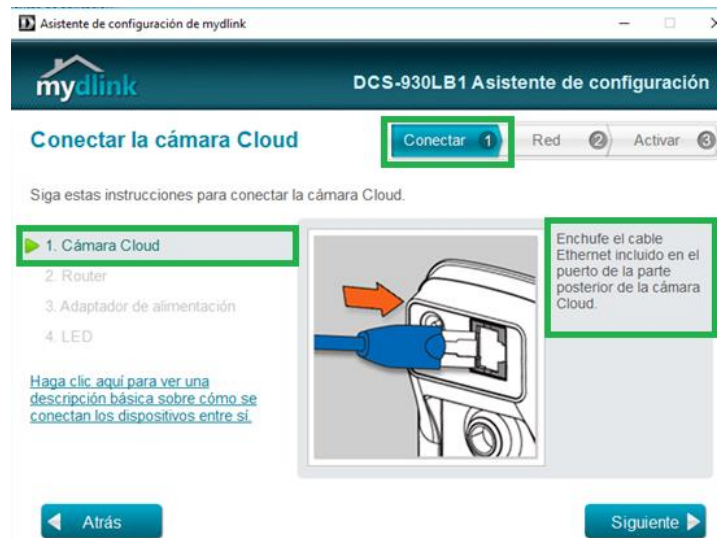 Asistente de configuración de mydlink
mydlink
DCS-930LB1 Asistente de configuración
Conectar la cámara Cloud
Conectar 1
Red 2
Activar 3
Siga estas instrucciones para conectar la cámara Cloud.
1. Cámara Cloud
2. Router
3. Adaptador de alimentación
4. LED
Haga clic aquí para ver una
descripción básica sobre cómo se
conectan los dispositivos entre sí.
Enchufe el cable
Ethernet incluido en el
puerto de la parte
posterior de la cámara
Cloud.
Atrás
Siguiente